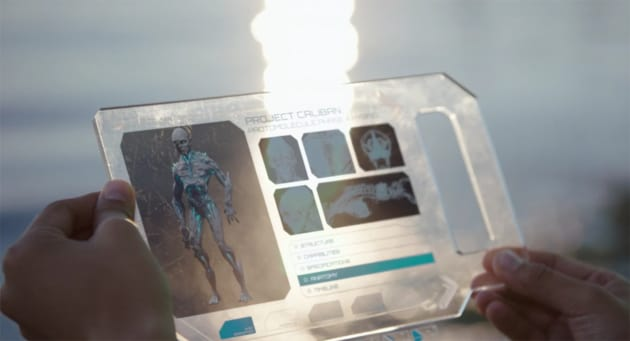 PROJECT CALIBAN
PROTOMOLECULE PHASE
STRUCTURE
CAPABILITIES
SPECIFICATIONS
ANATOMY
TIMELINE